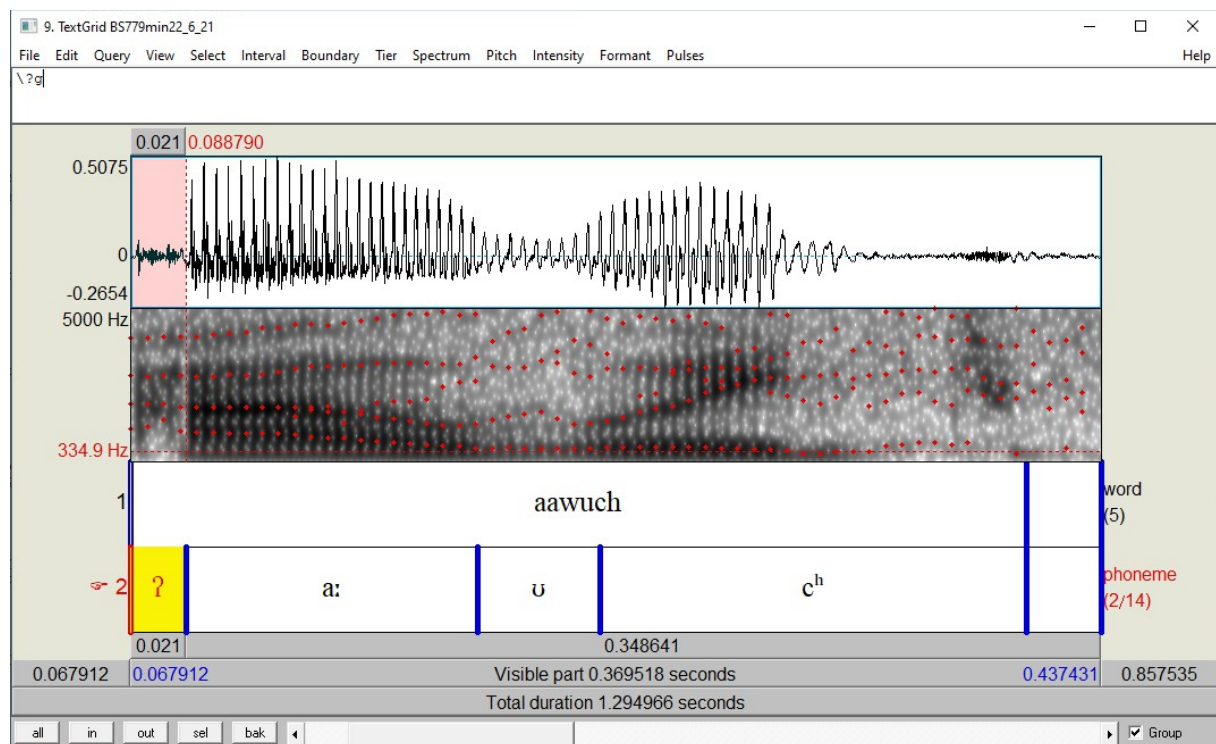 9. TextGrid BS779min22_6_21
File Edit Query View Select Interval Boundary Tier Spectrum Pitch Intensity Formant Pulses Help
\?g
0.021 0.088790
0.5075
0
-0.2654
5000 Hz
334.9 Hz
1 aawuch word (5)
☞ 2 ʔ aː ʊ cʰ phoneme (2/14)
0.021 0.348641
0.067912 0.067912 Visible part 0.369518 seconds 0.437431 0.857535
Total duration 1.294966 seconds
all in out sel bak Group